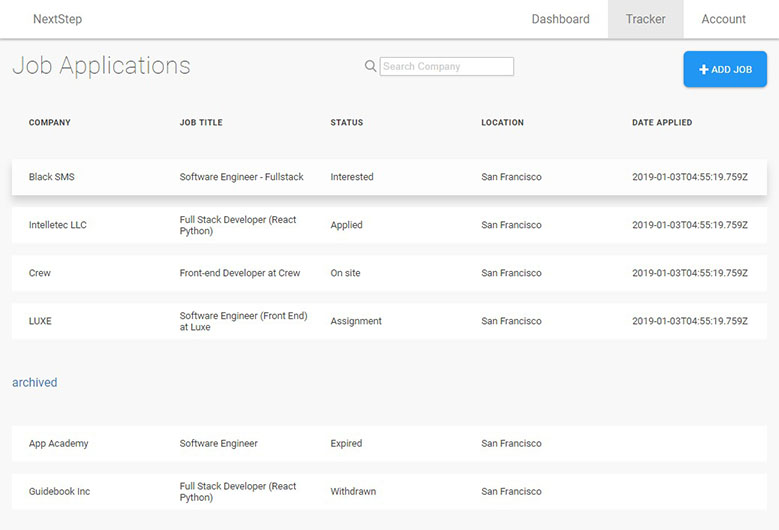 NextStep Dashboard Tracker Account
Job Applications Search Company + ADD JOB
COMPANY JOB TITLE STATUS LOCATION DATE APPLIED
Black SMS Software Engineer - Fullstack Interested San Francisco 2019-01-03T04:55:19.759Z
Intelletec LLC Full Stack Developer (React Applied San Francisco 2019-01-03T04:55:19.759Z
Python)
Crew Front-end Developer at Crew On site San Francisco 2019-01-03T04:55:19.759Z
LUXE Software Engineer (Front End) Assignment San Francisco 2019-01-03T04:55:19.759Z
at Luxe
archived
App Academy Software Engineer Expired San Francisco
Guidebook Inc Full Stack Developer (React Withdrawn San Francisco
Python)